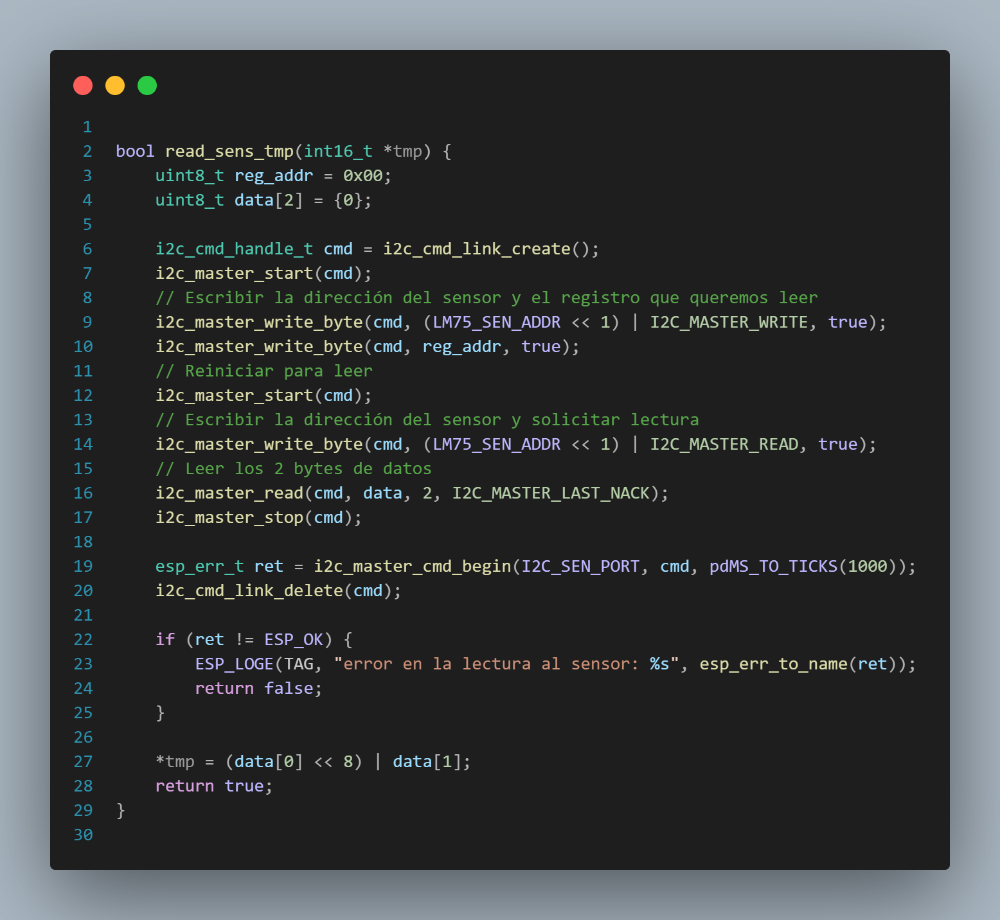 1
2 bool read_sens_tmp(int16_t *tmp) {
3     uint8_t reg_addr = 0x00;
4     uint8_t data[2] = {0};
5
6     i2c_cmd_handle_t cmd = i2c_cmd_link_create();
7     i2c_master_start(cmd);
8     // Escribir la dirección del sensor y el registro que queremos leer
9     i2c_master_write_byte(cmd, (LM75_SEN_ADDR << 1) | I2C_MASTER_WRITE, true);
10     i2c_master_write_byte(cmd, reg_addr, true);
11     // Reiniciar para leer
12     i2c_master_start(cmd);
13     // Escribir la dirección del sensor y solicitar lectura
14     i2c_master_write_byte(cmd, (LM75_SEN_ADDR << 1) | I2C_MASTER_READ, true);
15     // Leer los 2 bytes de datos
16     i2c_master_read(cmd, data, 2, I2C_MASTER_LAST_NACK);
17     i2c_master_stop(cmd);
18
19     esp_err_t ret = i2c_master_cmd_begin(I2C_SEN_PORT, cmd, pdMS_TO_TICKS(1000));
20     i2c_cmd_link_delete(cmd);
21
22     if (ret != ESP_OK) {
23         ESP_LOGE(TAG, "error en la lectura al sensor: %s", esp_err_to_name(ret));
24         return false;
25     }
26
27     *tmp = (data[0] << 8) | data[1];
28     return true;
29 }
30